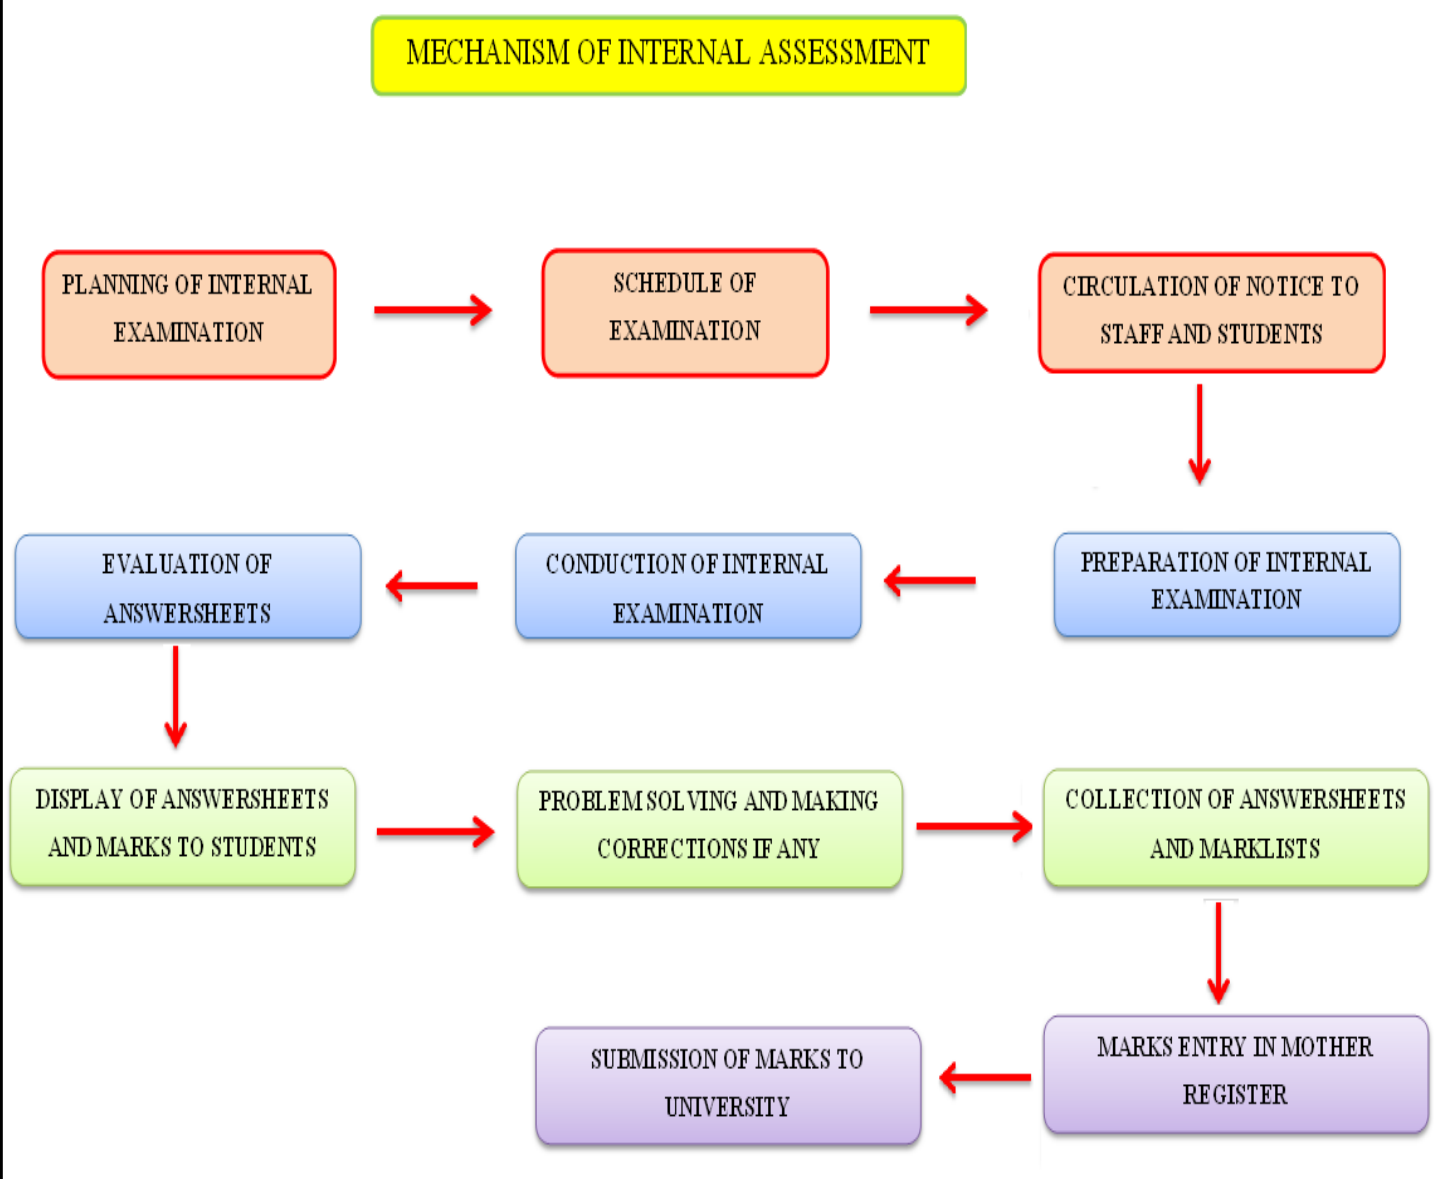 MECHANISM OF INTERNAL ASSESSMENT
PLANNING OF INTERNAL
EXAMINATION
SCHEDULE OF
EXAMINATION
CIRCULATION OF NOTICE TO
STAFF AND STUDENTS
PREPARATION OF INTERNAL
EXAMINATION
CONDUCTION OF INTERNAL
EXAMINATION
EVALUATION OF
ANSWERSHEETS
DISPLAY OF ANSWERSHEETS
AND MARKS TO STUDENTS
PROBLEM SOLVING AND MAKING
CORRECTIONS IF ANY
COLLECTION OF ANSWERSHEETS
AND MARKLISTS
MARKS ENTRY IN MOTHER
REGISTER
SUBMISSION OF MARKS TO
UNIVERSITY